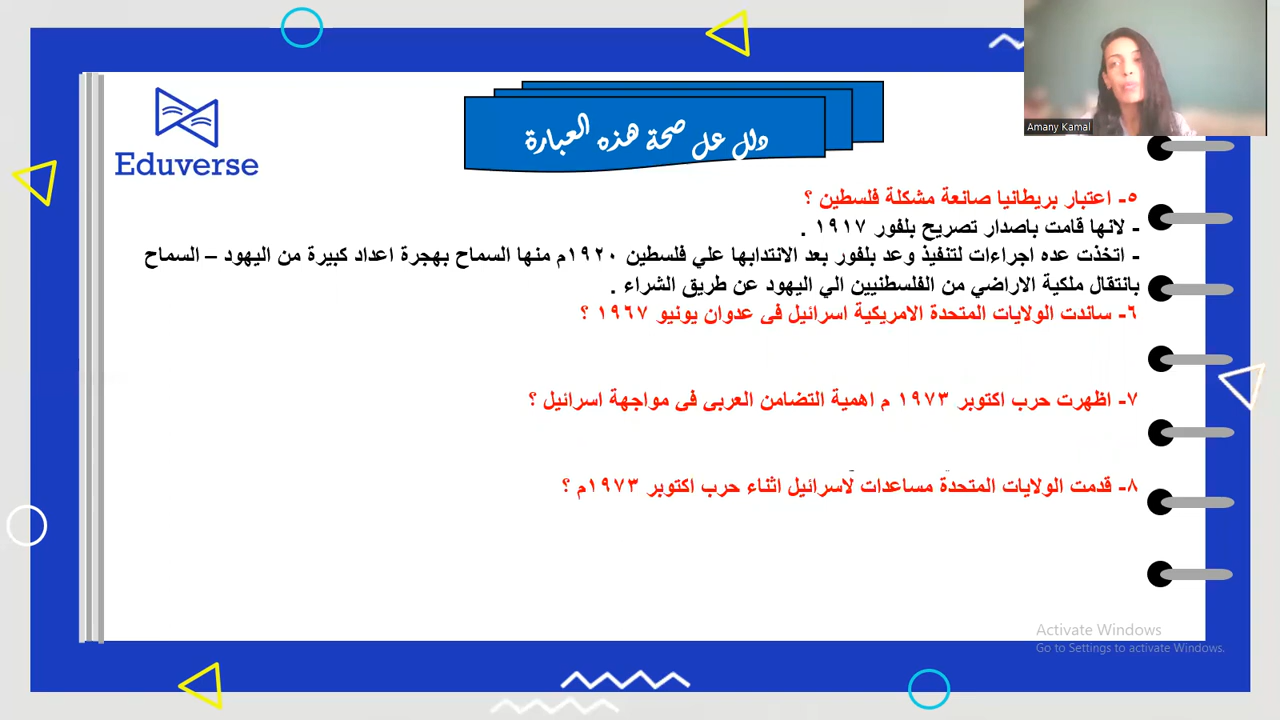 Amany Kamal
Eduverse
دلل عل صحة هذه العبارة
٥- اعتبار بريطانيا صانعة مشكلة فلسطين ؟
- لانها قامت باصدار تصريح بلفور ١٩١٧ .
- اتخذت عده اجراءات لتنفيذ وعد بلفور بعد الانتدابها علي فلسطين ١٩٢٠م منها السماح بهجرة اعداد كبيرة من اليهود – السماح
بانتقال ملكية الاراضي من الفلسطنيين الي اليهود عن طريق الشراء .
٦- ساندت الولايات المتحدة الامريكية اسرائيل فى عدوان يونيو ١٩٦٧ ؟
٧- اظهرت حرب اكتوبر ١٩٧٣ م اهمية التضامن العربى فى مواجهة اسرائيل ؟
٨- قدمت الولايات المتحدة مساعدات لاسرائيل اثناء حرب اكتوبر ١٩٧٣م ؟
Activate Windows
Go to Settings to activate Windows.